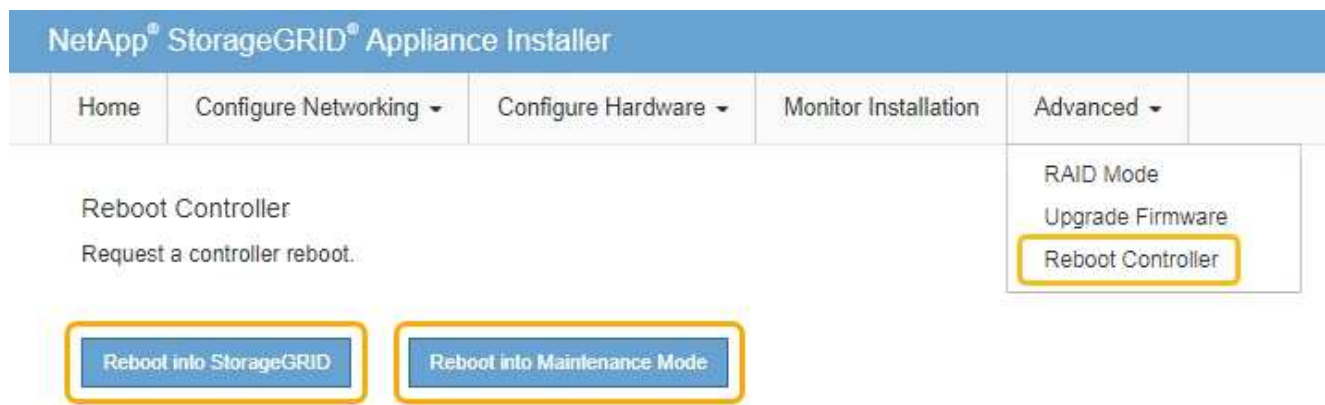 NetApp® StorageGRID® Appliance Installer
Home Configure Networking Configure Hardware Monitor Installation Advanced
RAID Mode
Upgrade Firmware
Reboot Controller
Reboot Controller
Request a controller reboot.
Reboot into StorageGRID Reboot into Maintenance Mode